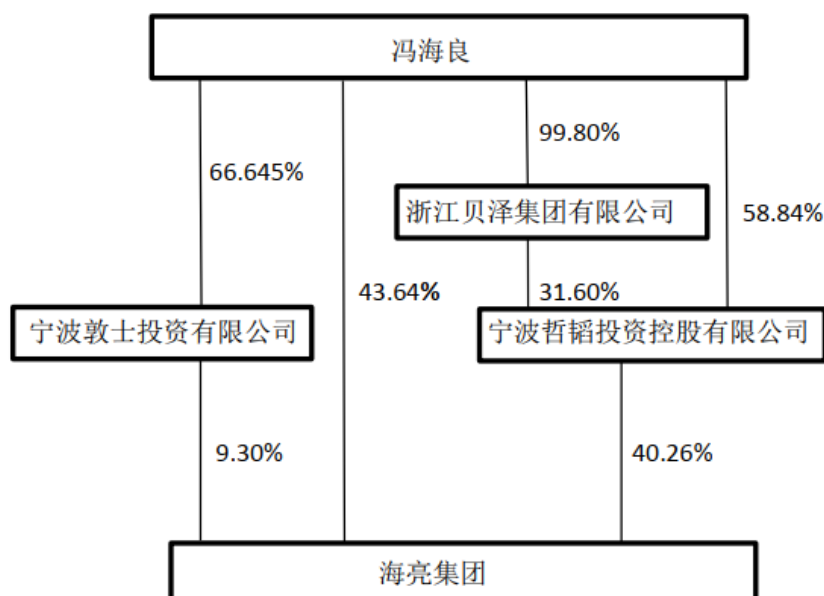 冯海良
99.80%
66.645%
浙江贝泽集团有限公司
58.84%
43.64%
31.60%
宁波敦士投资有限公司
宁波哲韬投资控股有限公司
9.30%
40.26%
海亮集团